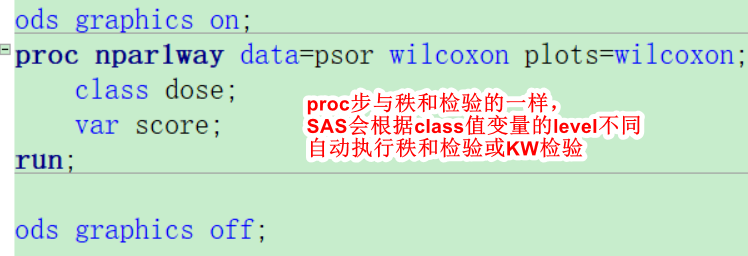 ods graphics on;
proc npar1way data=psor wilcoxon plots=wilcoxon;
class dose;
var score;
run;
proc步与秩和检验的一样，
SAS会根据class值变量的level不同
自动执行秩和检验或KW检验
ods graphics off;